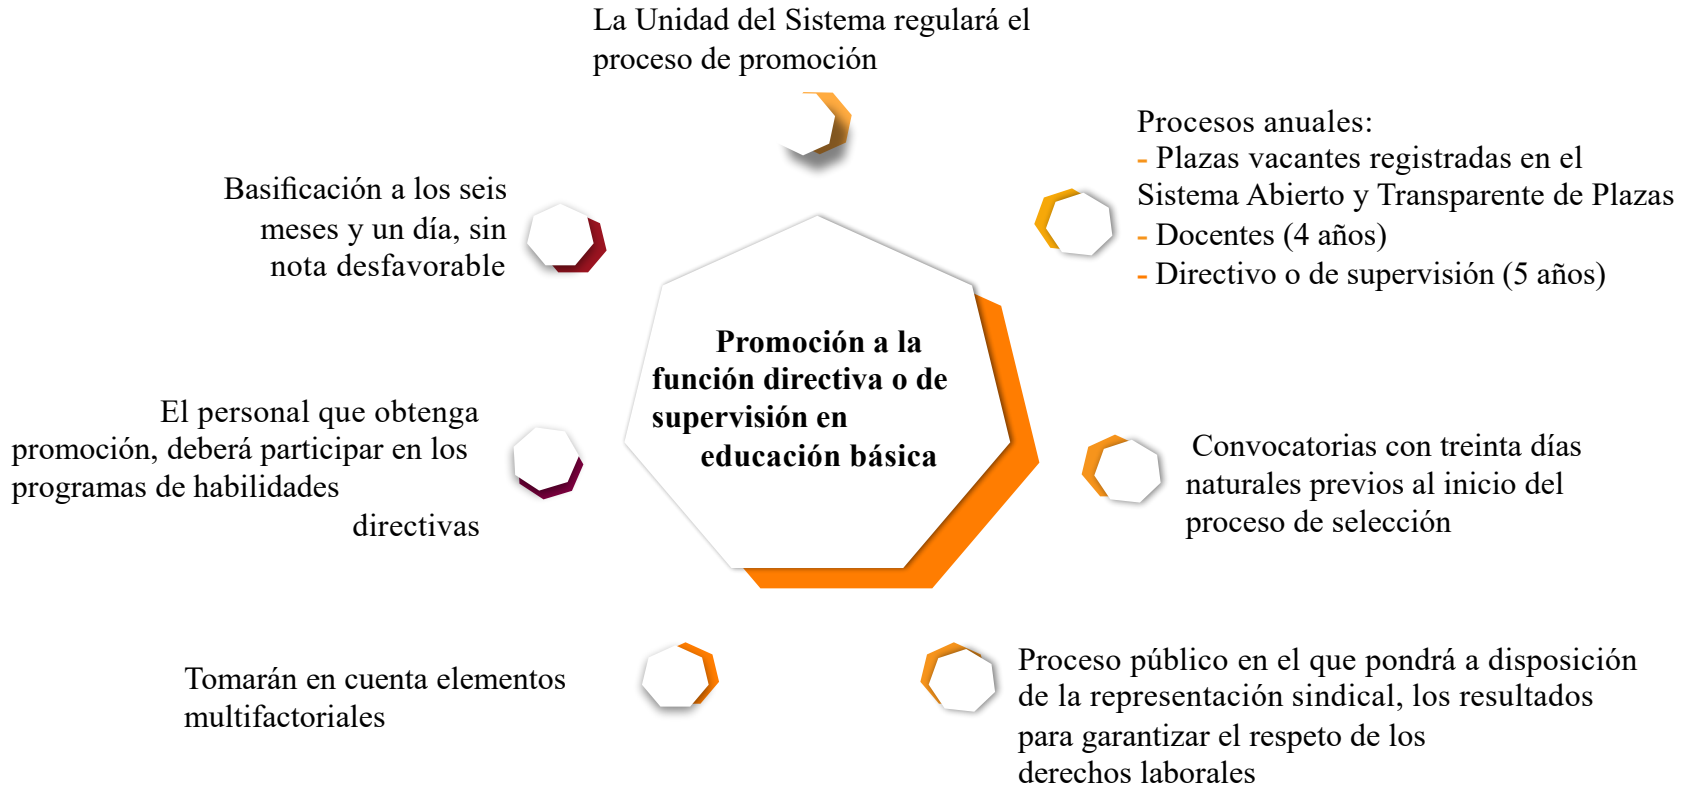 La Unidad del Sistema regulará el
proceso de promoción
Procesos anuales:
- Plazas vacantes registradas en el
Sistema Abierto y Transparente de Plazas
- Docentes (4 años)
- Directivo o de supervisión (5 años)
Convocatorias con treinta días
naturales previos al inicio del
proceso de selección
Proceso público en el que pondrá a disposición
de la representación sindical, los resultados
para garantizar el respeto de los
derechos laborales
Tomarán en cuenta elementos
multifactoriales
El personal que obtenga
promoción, deberá participar en los
programas de habilidades
directivas
Basificación a los seis
meses y un día, sin
nota desfavorable
Promoción a la
función directiva o de
supervisión en
educación básica